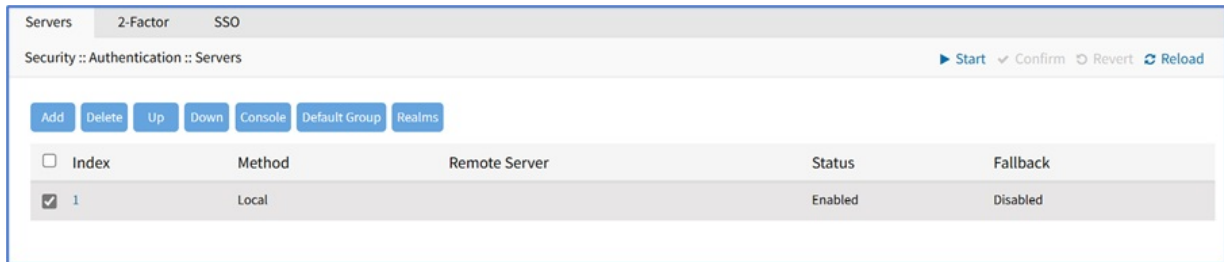 Servers 2-Factor SSO
Security :: Authentication :: Servers Start Confirm Revert Reload
Add Delete Up Down Console Default Group Realms
Index Method Remote Server Status Fallback
1 Local Enabled Disabled